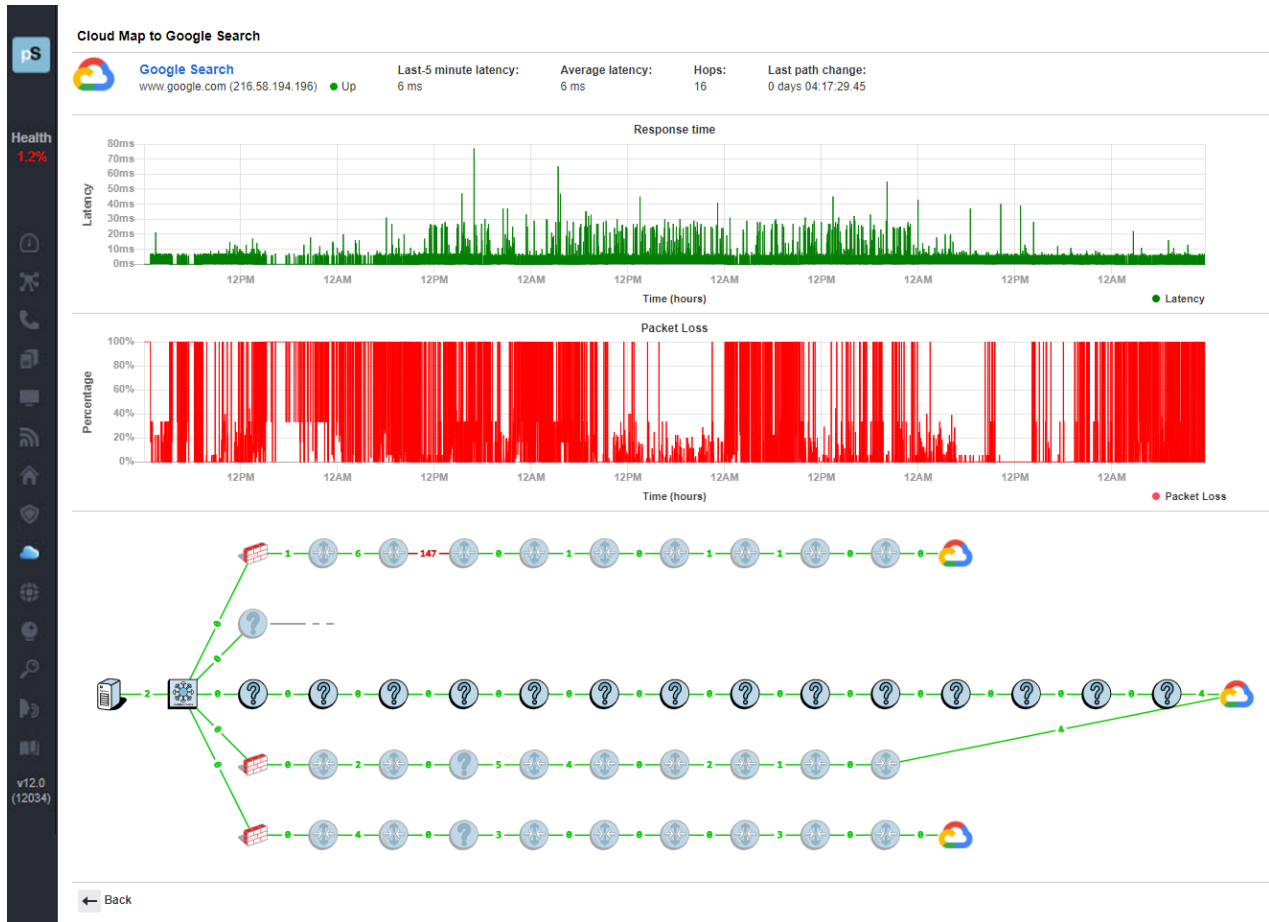 Cloud Map to Google Search
pS
Google Search
Last-5 minute latency:
Average latency:
Hops:
Last path change:
www.google.com (216.58.194.196)
Up
6 ms
6 ms
16
0 days 04:17:29.45
Health
1.2%
Response time
80ms
70ms
60ms
50ms
40ms
30ms
20ms
10ms
0ms
Latency
12PM 12AM 12PM 12AM 12PM 12AM 12PM 12AM 12PM 12AM
Time (hours)
Latency
Packet Loss
100%
80%
60%
40%
20%
0%
Percentage
12PM 12AM 12PM 12AM 12PM 12AM 12PM 12AM 12PM 12AM
Time (hours)
Packet Loss
1 6 147 0 1 0 1 1 0 0
0
?
0
2 0 ? 0 ? 0 ? 0 ? 0 ? 0 ? 0 ? 0 ? 0 ? 0 ? 0 ? 0 ? 0 ? 0 ? 4
0
4
0 2 0 ? 5 4 0 2 1 0
0
0 4 0 ? 3 0 0 0 3 0 0
v12.0
(12034)
Back